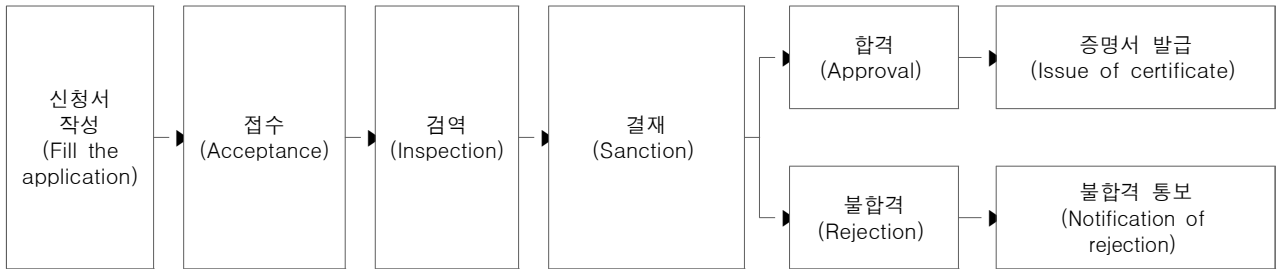 신청서
작성
(Fill the
application)
접수
(Acceptance)
검역
(Inspection)
결재
(Sanction)
합격
(Approval)
증명서 발급
(Issue of certificate)
불합격
(Rejection)
불합격 통보
(Notification of
rejection)